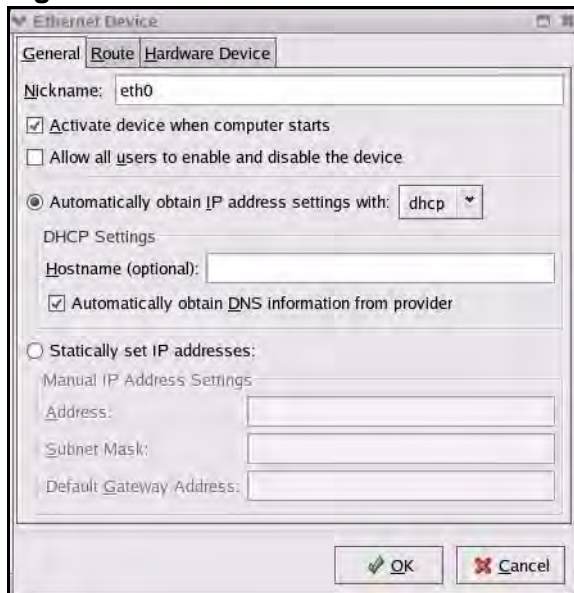 Ethernet Device
General Route Hardware Device
Nickname: eth0
Activate device when computer starts
Allow all users to enable and disable the device
Automatically obtain IP address settings with: dhcp
DHCP Settings
Hostname (optional):
Automatically obtain DNS information from provider
Statically set IP addresses:
Manual IP Address Settings
Address:
Subnet Mask:
Default Gateway Address:
OK Cancel